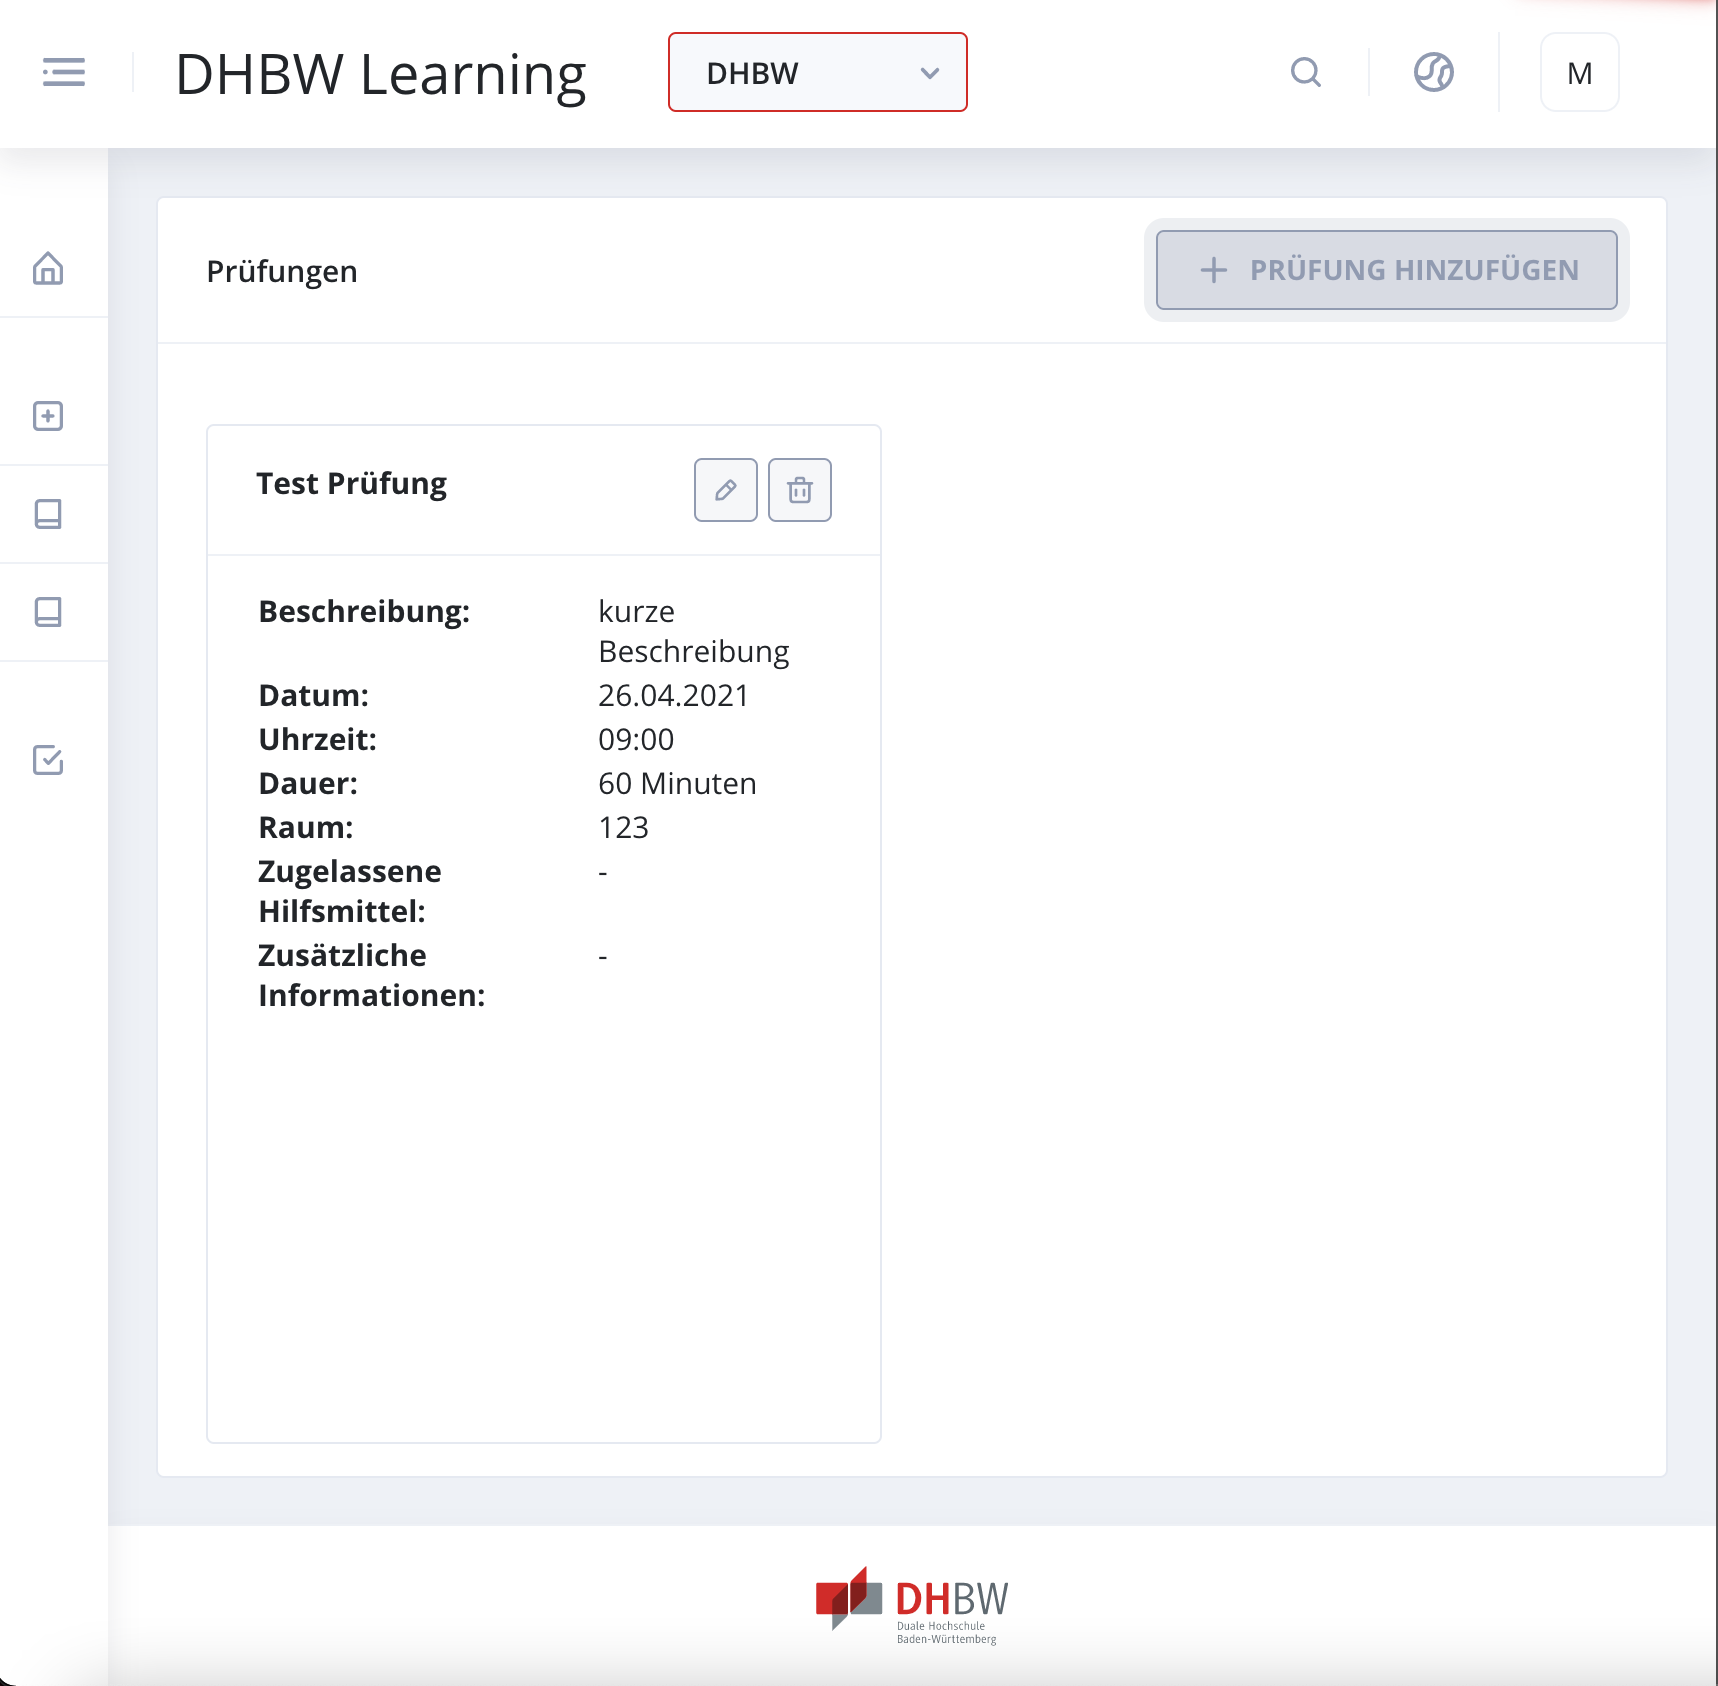 DHBW Learning
DHBW
M
Prüfungen
PRÜFUNG HINZUFÜGEN
Test Prüfung
Beschreibung: kurze
Beschreibung
Datum: 26.04.2021
Uhrzeit: 09:00
Dauer: 60 Minuten
Raum: 123
Zugelassene -
Hilfsmittel:
Zusätzliche -
Informationen:
DHBW
Duale Hochschule
Baden-Württemberg